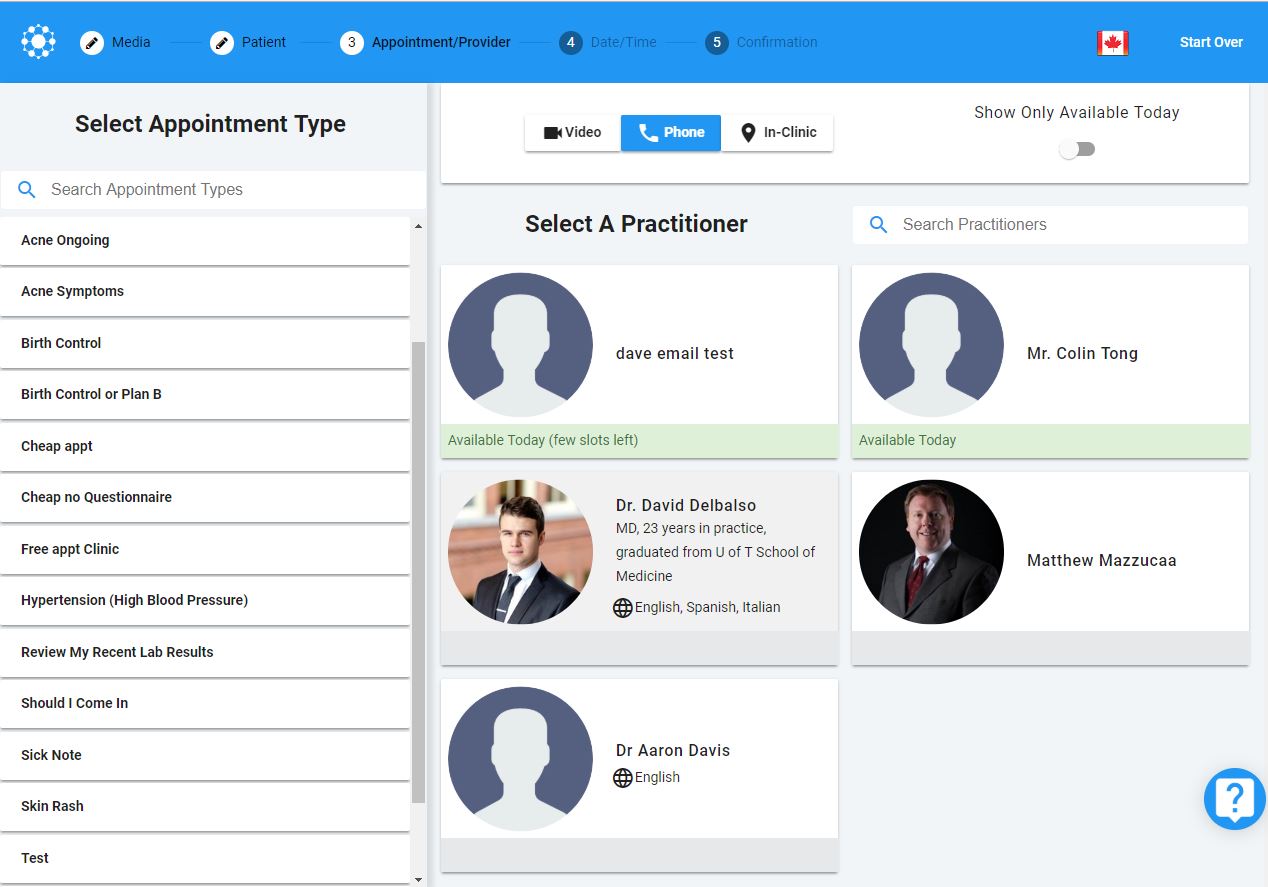 Media
Patient
3 Appointment/Provider
4 Date/Time
5 Confirmation
Start Over
Select Appointment Type
Search Appointment Types
Acne Ongoing
Acne Symptoms
Birth Control
Birth Control or Plan B
Cheap appt
Cheap no Questionnaire
Free appt Clinic
Hypertension (High Blood Pressure)
Review My Recent Lab Results
Should I Come In
Sick Note
Skin Rash
Test
Video
Phone
In-Clinic
Show Only Available Today
Select A Practitioner
Search Practitioners
dave email test
Available Today (few slots left)
Mr. Colin Tong
Available Today
Dr. David Delbalso
MD, 23 years in practice,
graduated from U of T School of
Medicine
English, Spanish, Italian
Matthew Mazzucaa
Dr Aaron Davis
English
?